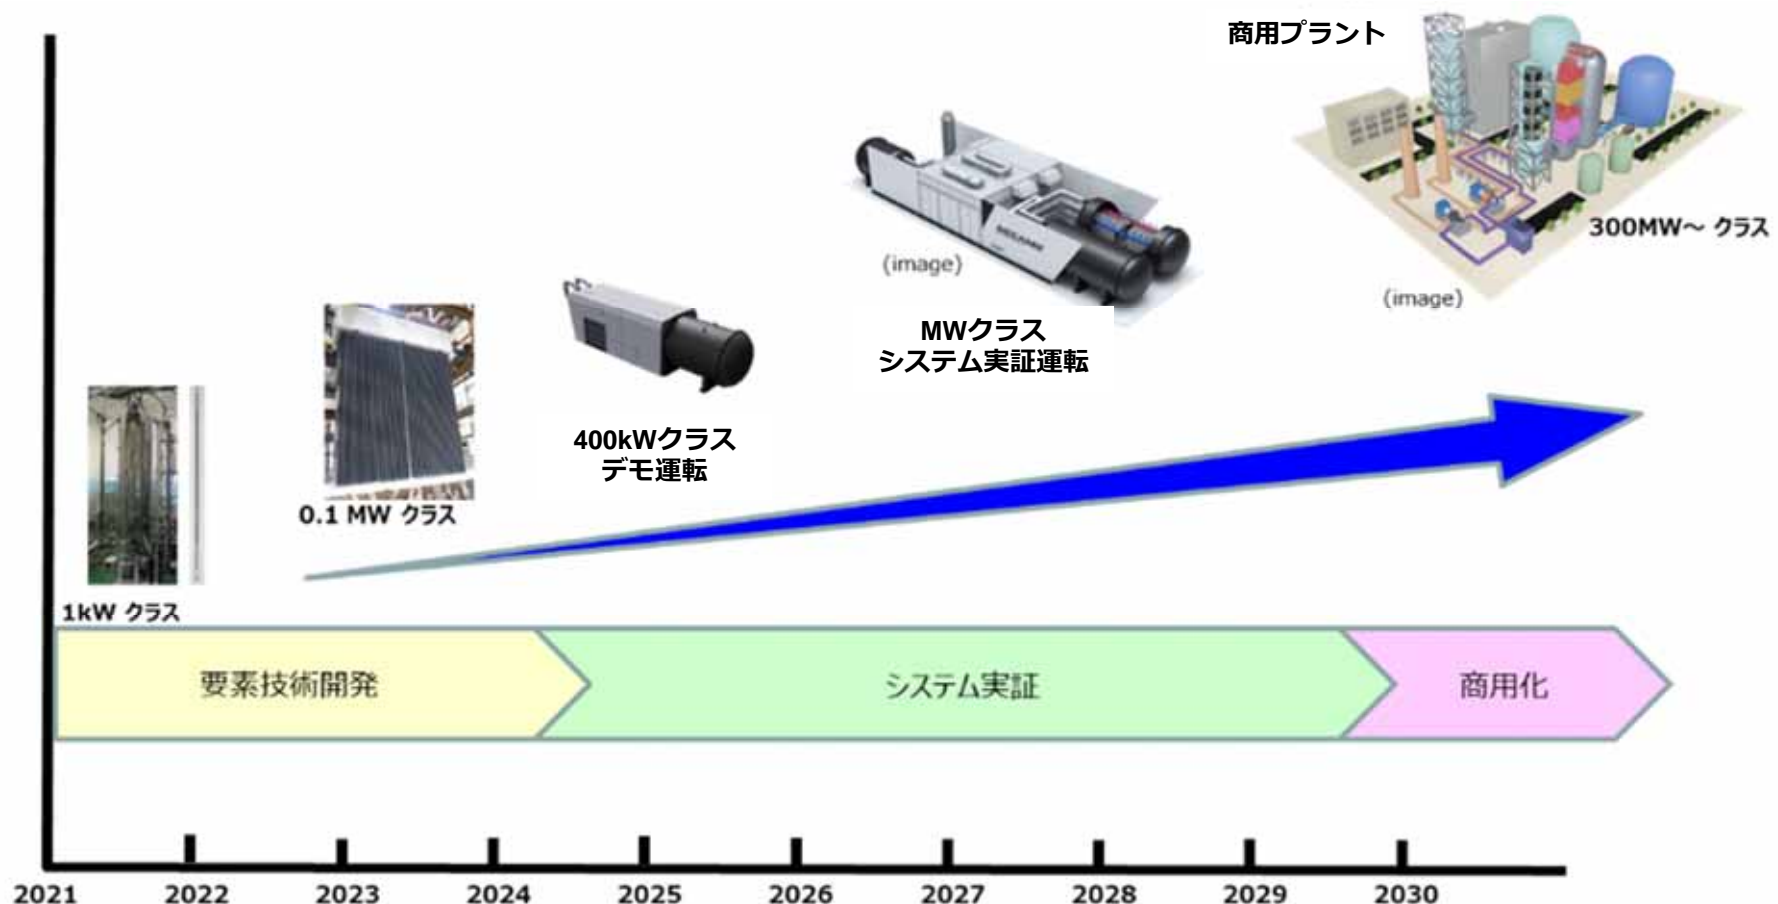 商用プラント
300MW～ クラス
(image)
(image)
MWクラス
システム実証運転
400kWクラス
デモ運転
0.1 MW クラス
1kW クラス
要素技術開発
システム実証
商用化
2021
2022
2023
2024
2025
2026
2027
2028
2029
2030